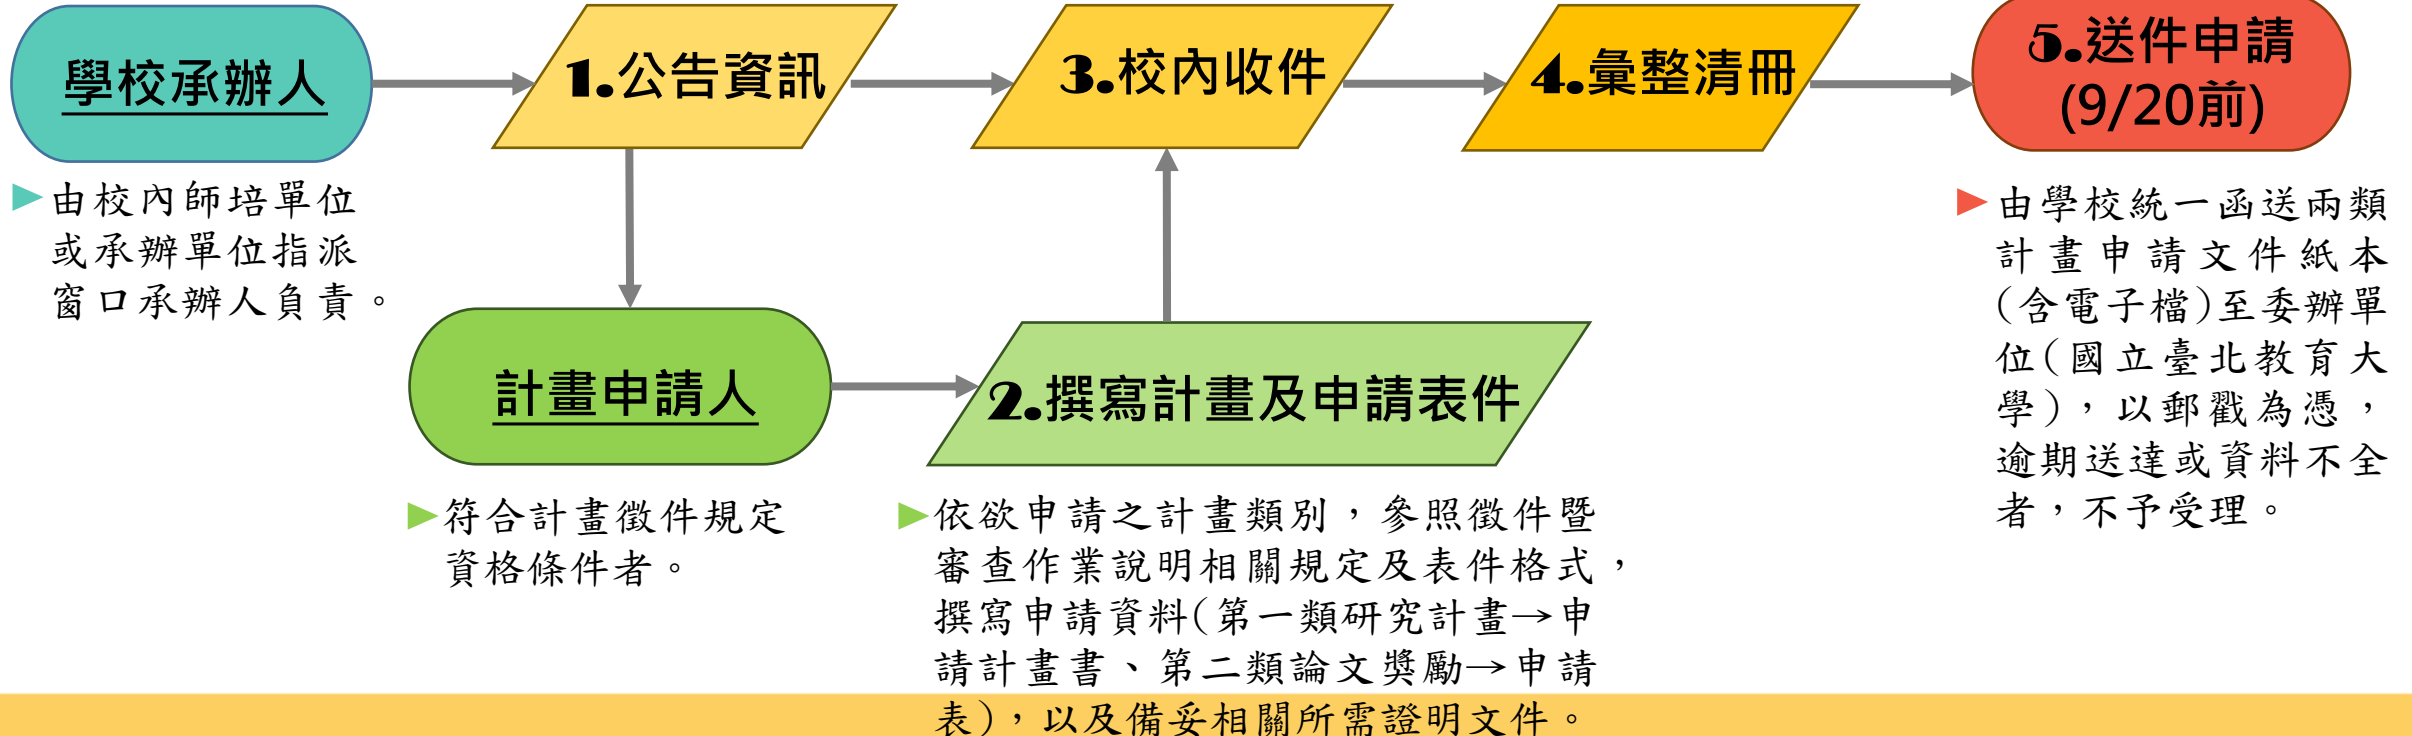 學校承辦人
1.公告資訊
3.校內收件
4.彙整清冊
5.送件申請
(9/20前)
由校內師培單位
或承辦單位指派
窗口承辦人負責。
由學校統一函送兩類
計畫申請文件紙本
(含電子檔)至委辦單
位(國立臺北教育大
學),以郵戳為憑,
逾期送達或資料不全
者,不予受理。
計畫申請人
2.撰寫計畫及申請表件
符合計畫徵件規定
資格條件者。
依欲申請之計畫類別,參照徵件暨
審查作業說明相關規定及表件格式,
撰寫申請資料(第一類研究計畫→申
請計畫書、第二類論文獎勵→申請
表),以及備妥相關所需證明文件。